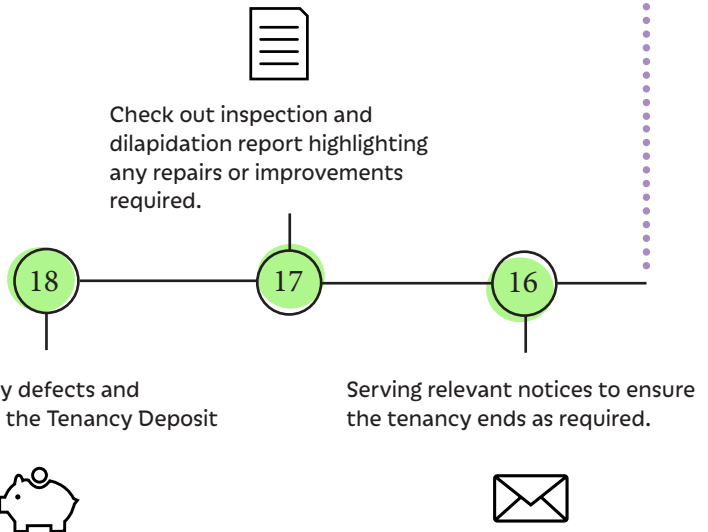 Check out inspection and
dilapidation report highlighting
any repairs or improvements
required.
18
17
16
y defects and
the Tenancy Deposit
Serving relevant notices to ensure
the tenancy ends as required.